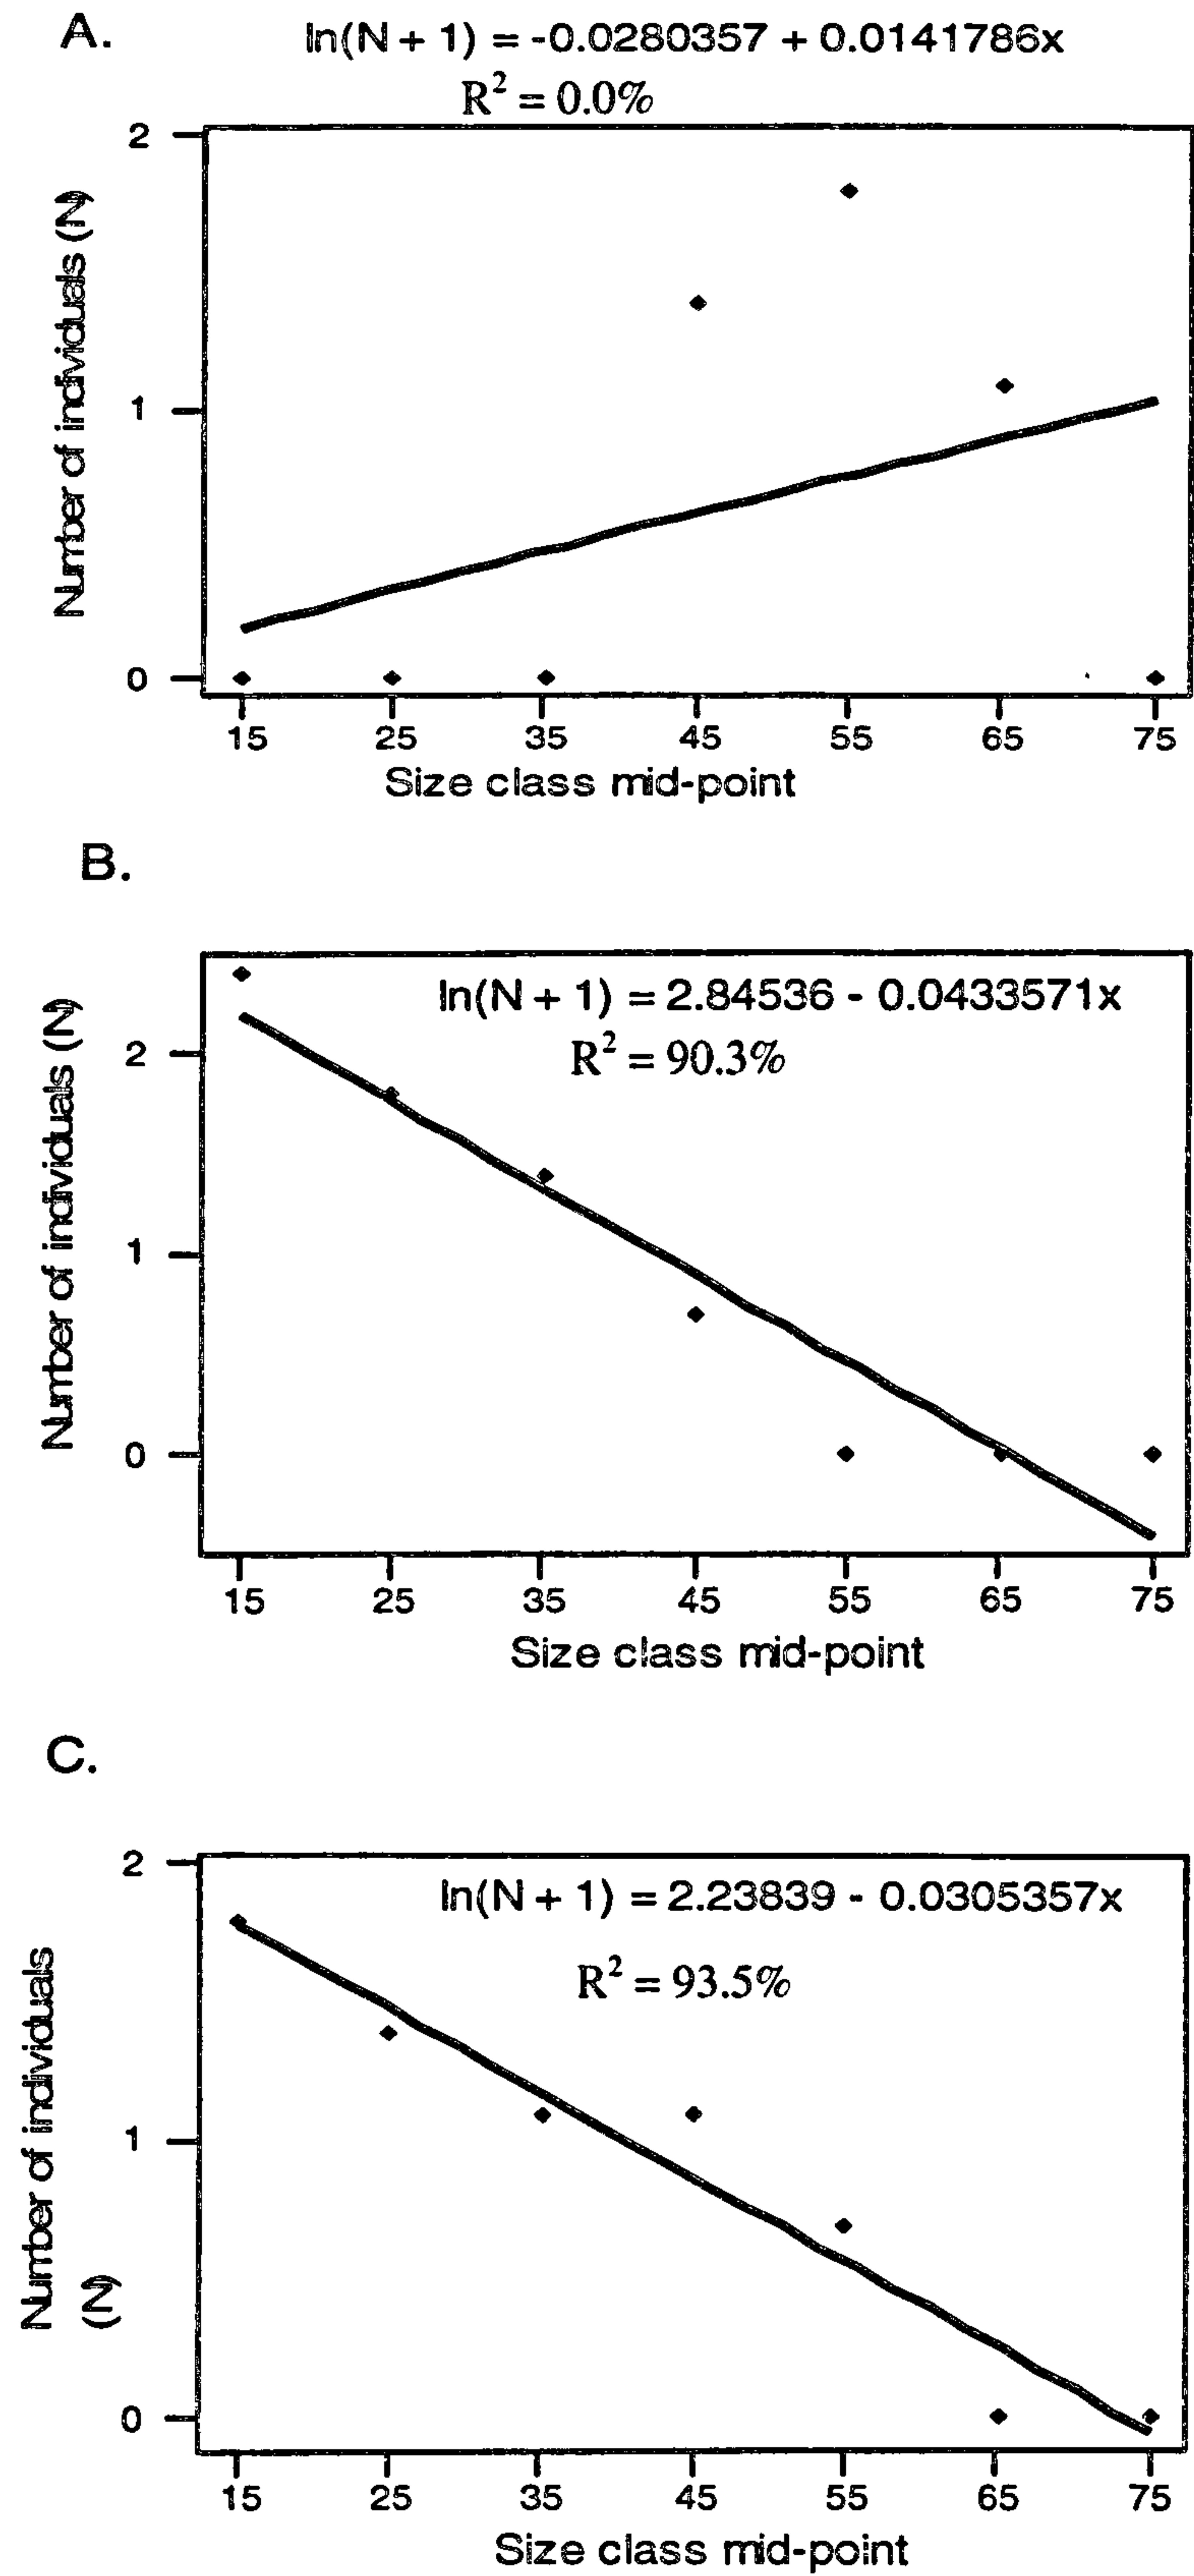 A.
ln(N + 1) = -0.0280357 + 0.0141786x
R² = 0.0%
Number of individuals (N)
2
1
0
15 25 35 45 55 65 75
Size class mid-point
B.
ln(N + 1) = 2.84536 - 0.0433571x
R² = 90.3%
Number of individuals (N)
2
1
0
15 25 35 45 55 65 75
Size class mid-point
C.
ln(N + 1) = 2.23839 - 0.0305357x
R² = 93.5%
Number of individuals
(N)
2
1
0
15 25 35 45 55 65 75
Size class mid-point